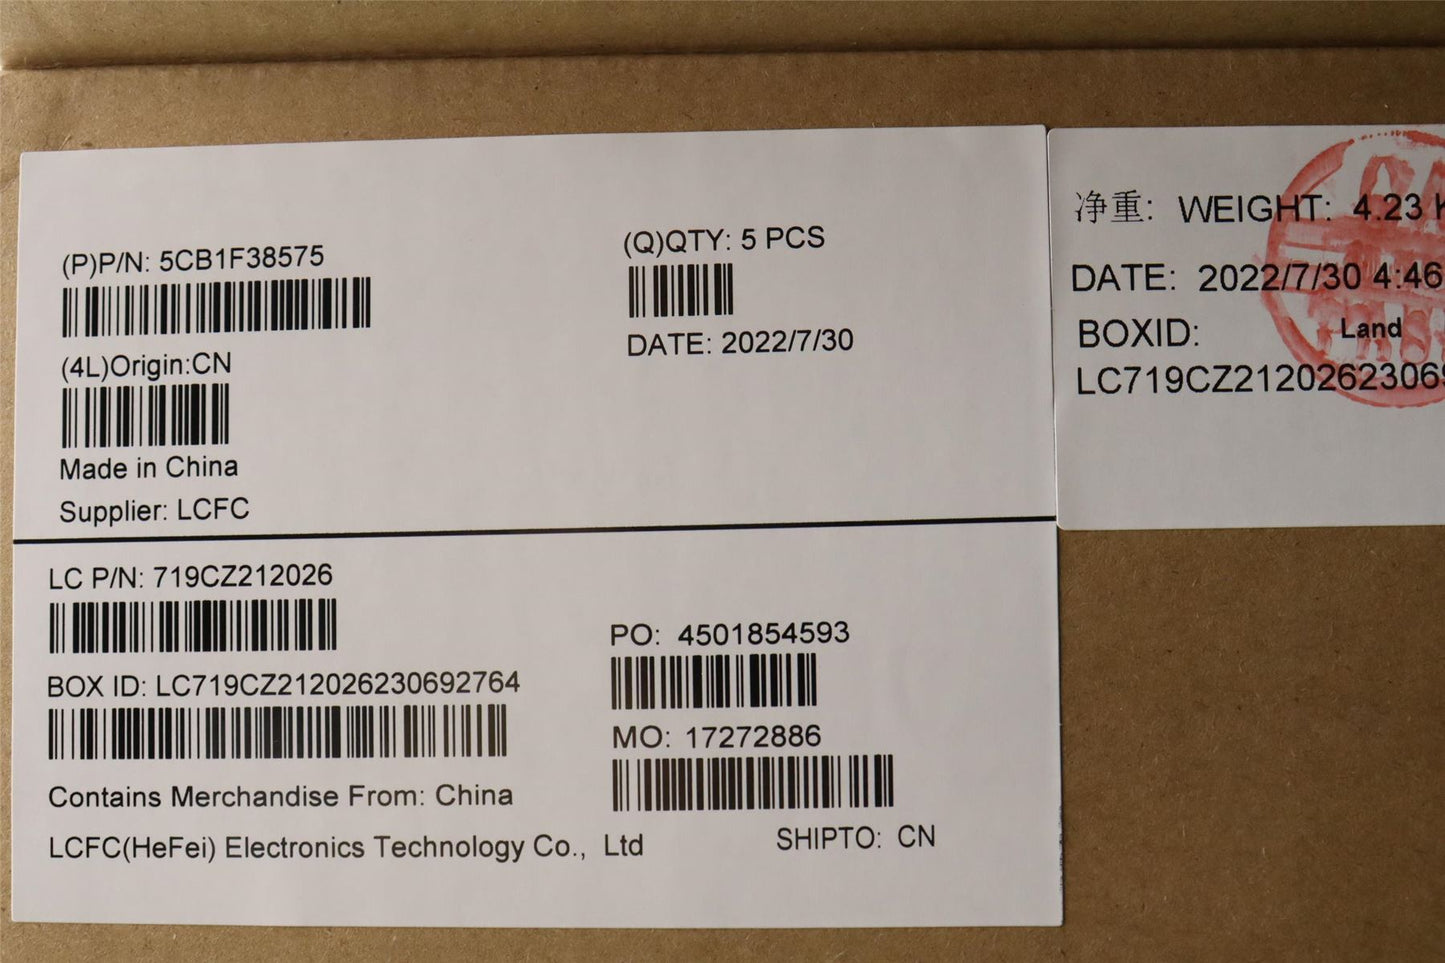 (P)P/N: 5CB1F38575
(Q)QTY: 5 PCS
DATE: 2022/7/30
(4L)Origin:CN
Made in China
Supplier: LCFC
LC P/N: 719CZ212026
BOX ID: LC719CZ212026230692764
PO: 4501854593
MO: 17272886
Contains Merchandise From: China
LCFC(HeFei) Electronics Technology Co., Ltd
SHIPTO: CN
净重: WEIGHT: 4.23
DATE: 2022/7/30 4:46
BOXID:
Land
LC719CZ21202623069